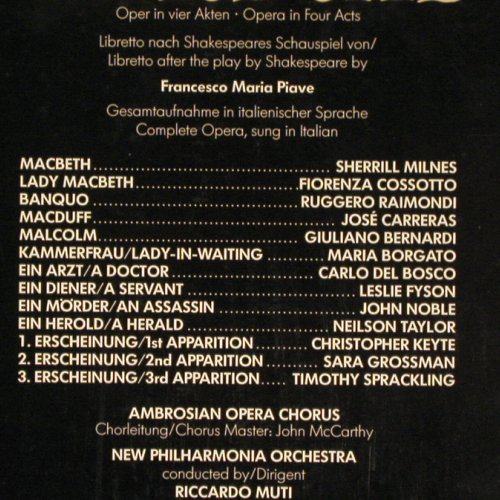 Oper in vier Akten · Opera in Four Acts
Libretto nach Shakespeares Schauspiel von/
Libretto after the play by Shakespeare by
Francesco Maria Piave
Gesamtaufnahme in italienischer Sprache
Complete Opera, sung in Italian
MACBETH SHERRILL MILNES
LADY MACBETH FIORENZA COSSOTTO
BANQUO RUGGERO RAIMONDI
MACDUFF JOSÉ CARRERAS
MALCOLM GIULIANO BERNARDI
KAMMERFRAU/LADY-IN-WAITING MARIA BORGATO
EIN ARZT/A DOCTOR CARLO DEL BOSCO
EIN DIENER/A SERVANT LESLIE FYSON
EIN MÖRDER/AN ASSASSIN JOHN NOBLE
EIN HEROLD/A HERALD NEILSON TAYLOR
1. ERSCHEINUNG/1st APPARITION CHRISTOPHER KEYTE
2. ERSCHEINUNG/2nd APPARITION SARA GROSSMAN
3. ERSCHEINUNG/3rd APPARITION TIMOTHY SPRACKLING
AMBROSIAN OPERA CHORUS
Chorleitung/Chorus Master: John McCarthy
NEW PHILHARMONIA ORCHESTRA
conducted by/Dirigent
RICCARDO MUTI